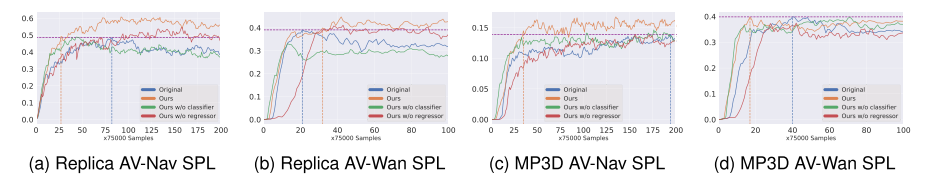 0.6
0.5
0.4
0.3
0.2
0.1
0.0
0 25 50 75 100 125 150 175 200
x75000 Samples
Original
Ours
Ours w/o classifier
Ours w/o regressor
(a) Replica AV-Nav SPL
0.4
0.3
0.2
0.1
0.0
0 20 40 60 80 100
x75000 Samples
Original
Ours
Ours w/o classifier
Ours w/o regressor
(b) Replica AV-Wan SPL
0.15
0.10
0.05
0.00
0 25 50 75 100 125 150 175 200
x75000 Samples
Original
Ours
Ours w/o classifier
Ours w/o regressor
(c) MP3D AV-Nav SPL
0.4
0.3
0.2
0.1
0.0
0 20 40 60 80 100
x75000 Samples
Original
Ours
Ours w/o classifier
Ours w/o regressor
(d) MP3D AV-Wan SPL